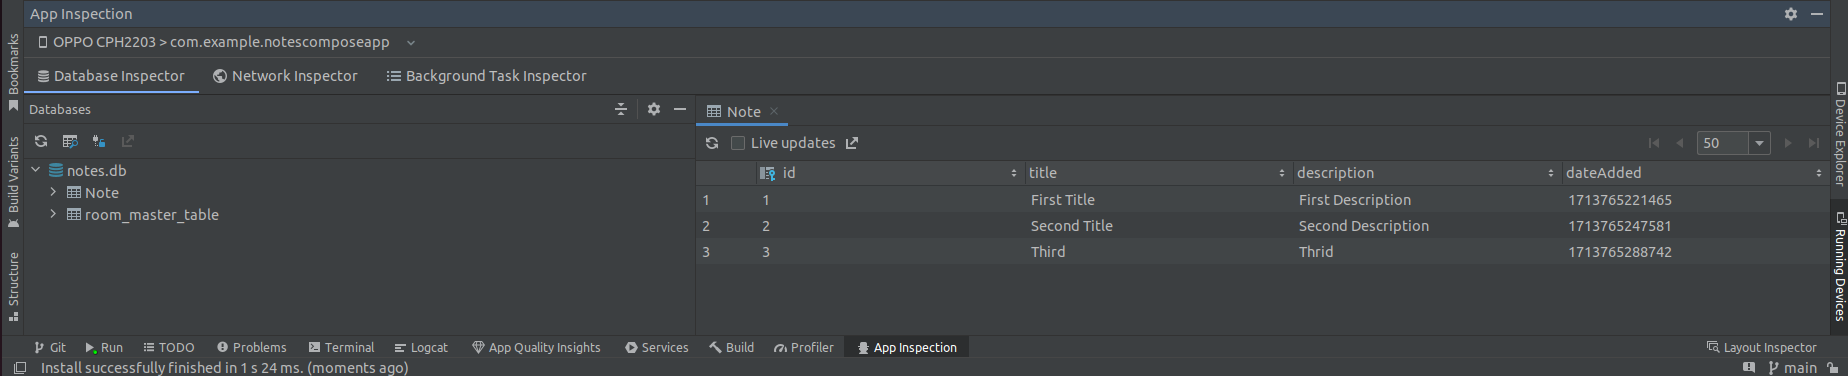 App Inspection
OPPO CPH2203 > com.example.notescomposeapp
Database Inspector Network Inspector Background Task Inspector
Databases
Note
Live updates
50
notes.db
Note
room_master_table
id title description dateAdded
1 1 First Title First Description 1713765221465
2 2 Second Title Second Description 1713765247581
3 3 Third Thrid 1713765288742
Bookmarks
Build Variants
Structure
Device Explorer
Running Devices
Git Run TODO Problems Terminal Logcat App Quality Insights Services Build Profiler App Inspection Layout Inspector
Install successfully finished in 1 s 24 ms. (moments ago) main